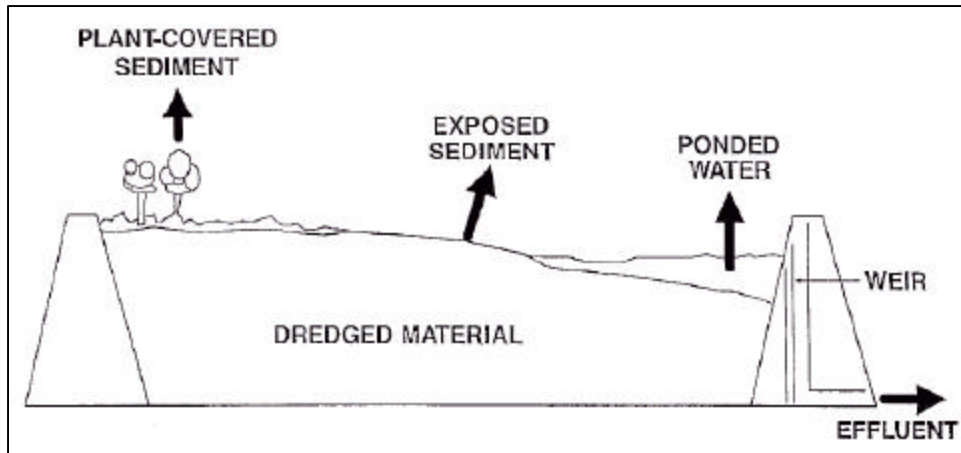 PLANT-COVERED
SEDIMENT
EXPOSED
SEDIMENT
PONDED
WATER
WEIR
DREDGED MATERIAL
EFFLUENT